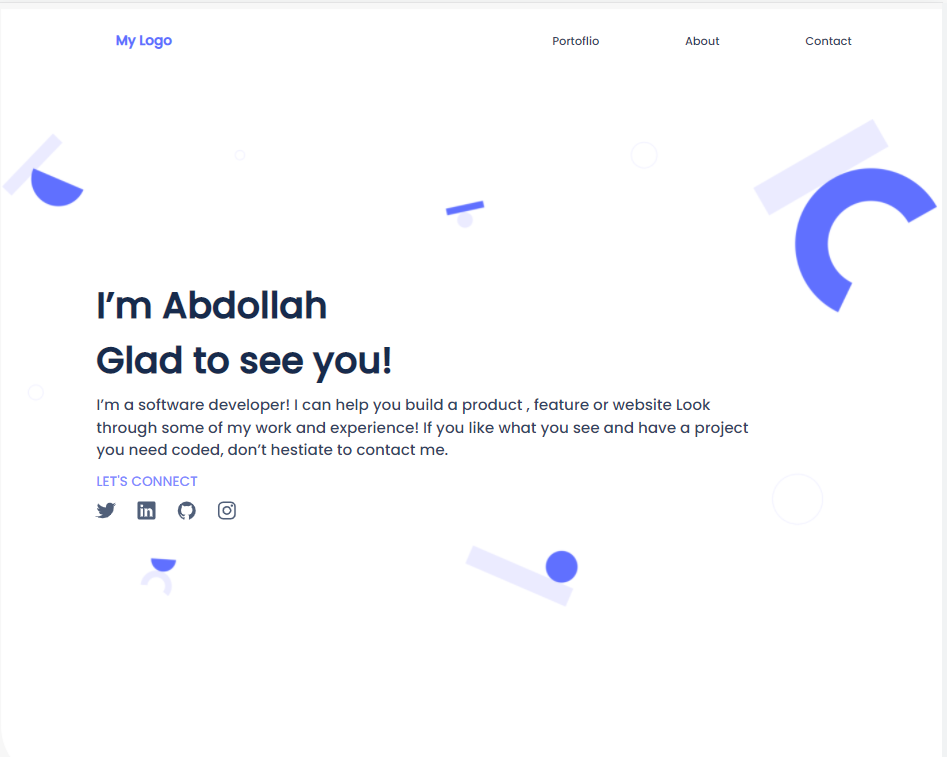 My Logo
Portoflio
About
Contact
I’m Abdollah
Glad to see you!
I’m a software developer! I can help you build a product , feature or website Look
through some of my work and experience! If you like what you see and have a project
you need coded, don’t hestiate to contact me.
LET'S CONNECT
in